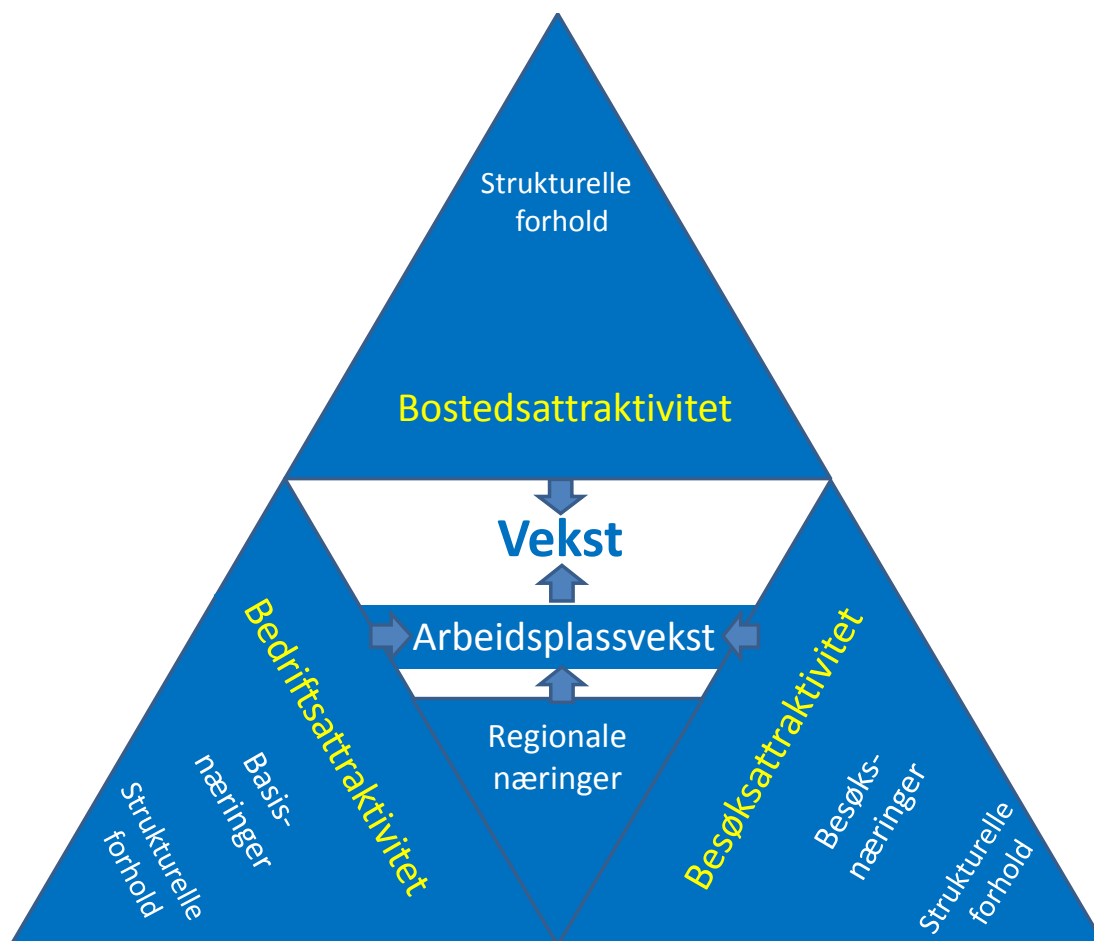 Strukturelle
forhold
Bostedsattraktivitet
Vekst
Arbeidsplassvekst
Regionale
næringer
Bedriftsattraktivitet
Basis-
næringer
Strukturelle
forhold
Besøksattraktivitet
Besøks-
næringer
Strukturelle
forhold